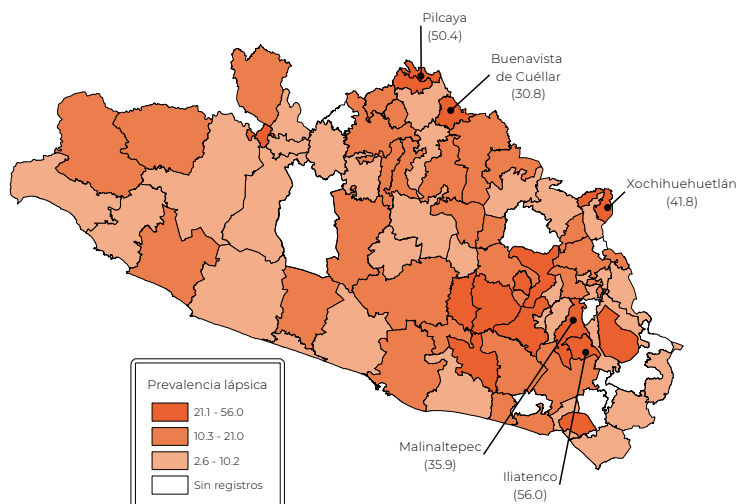 Pilcaya
(50.4)
Buenavista
de Cuéllar
(30.8)
Xochihuehuetlán
(41.8)
Prevalencia lápsica
21.1 - 56.0
10.3 - 21.0
2.6 - 10.2
Sin registros
Malinaltepec
(35.9)
Iliatenco
(56.0)